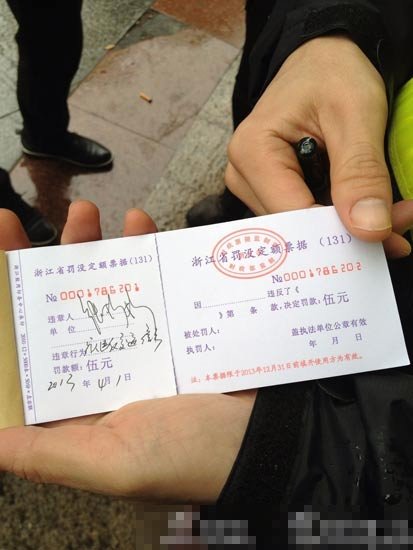 浙江省罚没定额票据(131)
№0001786201
违章人
单位
违章行为
罚款额:伍元
2013年4月1日
浙江省罚没定额票据(131)
№0001786202
因 违反了《
》第 条 款,决定罚款:伍元
被处罚人: 盖执法单位公章有效
执罚人: 年 月 日
注:本票据限于2013年12月31日前填开使用方为有效。